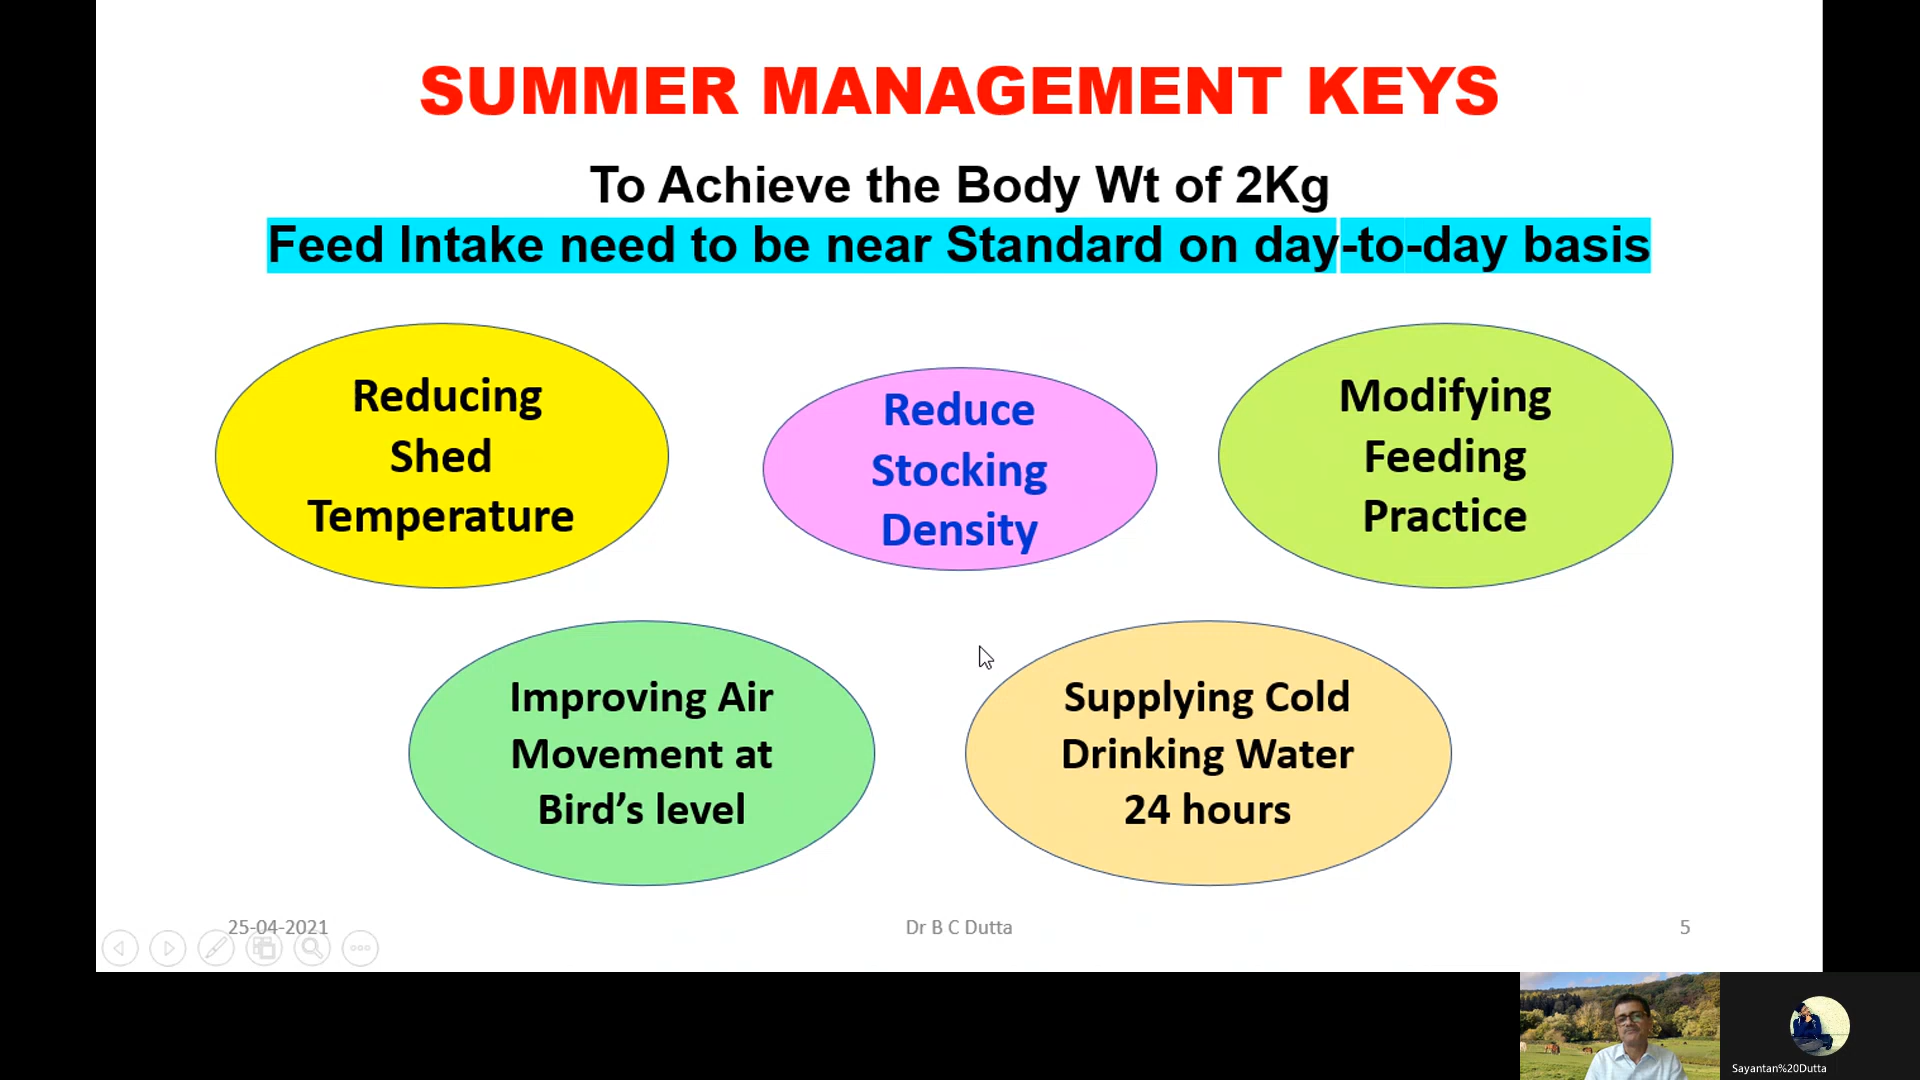 SUMMER MANAGEMENT KEYS
To Achieve the Body Wt of 2Kg
Feed Intake need to be near Standard on day-to-day basis
Reducing
Shed
Temperature
Reduce
Stocking
Density
Modifying
Feeding
Practice
Improving Air
Movement at
Bird’s level
Supplying Cold
Drinking Water
24 hours
25-04-2021
Dr B C Dutta
5
Sayantan%20Dutta